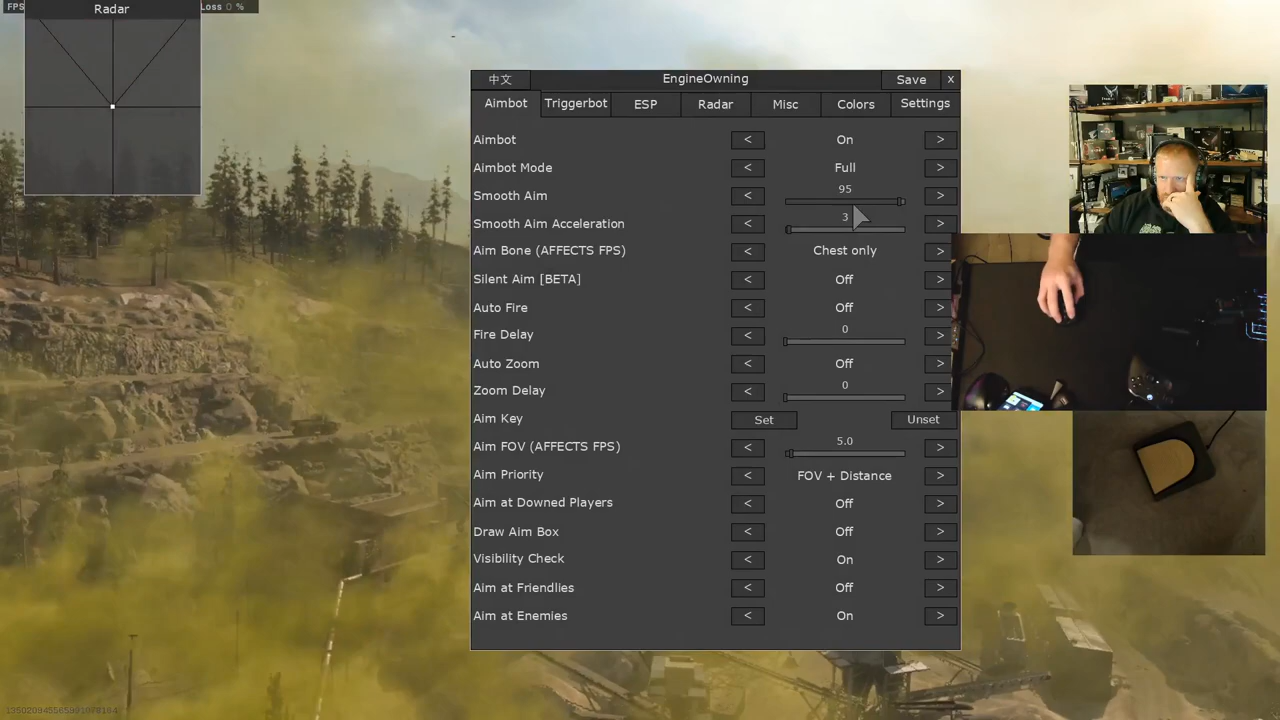 FPS
Radar
Loss 0 %
中文
EngineOwning
Save
x
Aimbot
Triggerbot
ESP
Radar
Misc
Colors
Settings
Aimbot < On >
Aimbot Mode < Full >
Smooth Aim < 95 >
Smooth Aim Acceleration < 3 >
Aim Bone (AFFECTS FPS) < Chest only >
Silent Aim [BETA] < Off >
Auto Fire < Off >
Fire Delay < 0 >
Auto Zoom < Off >
Zoom Delay < 0 >
Aim Key Set Unset
Aim FOV (AFFECTS FPS) < 5.0 >
Aim Priority < FOV + Distance >
Aim at Downed Players < Off >
Draw Aim Box < Off >
Visibility Check < On >
Aim at Friendlies < Off >
Aim at Enemies < On >